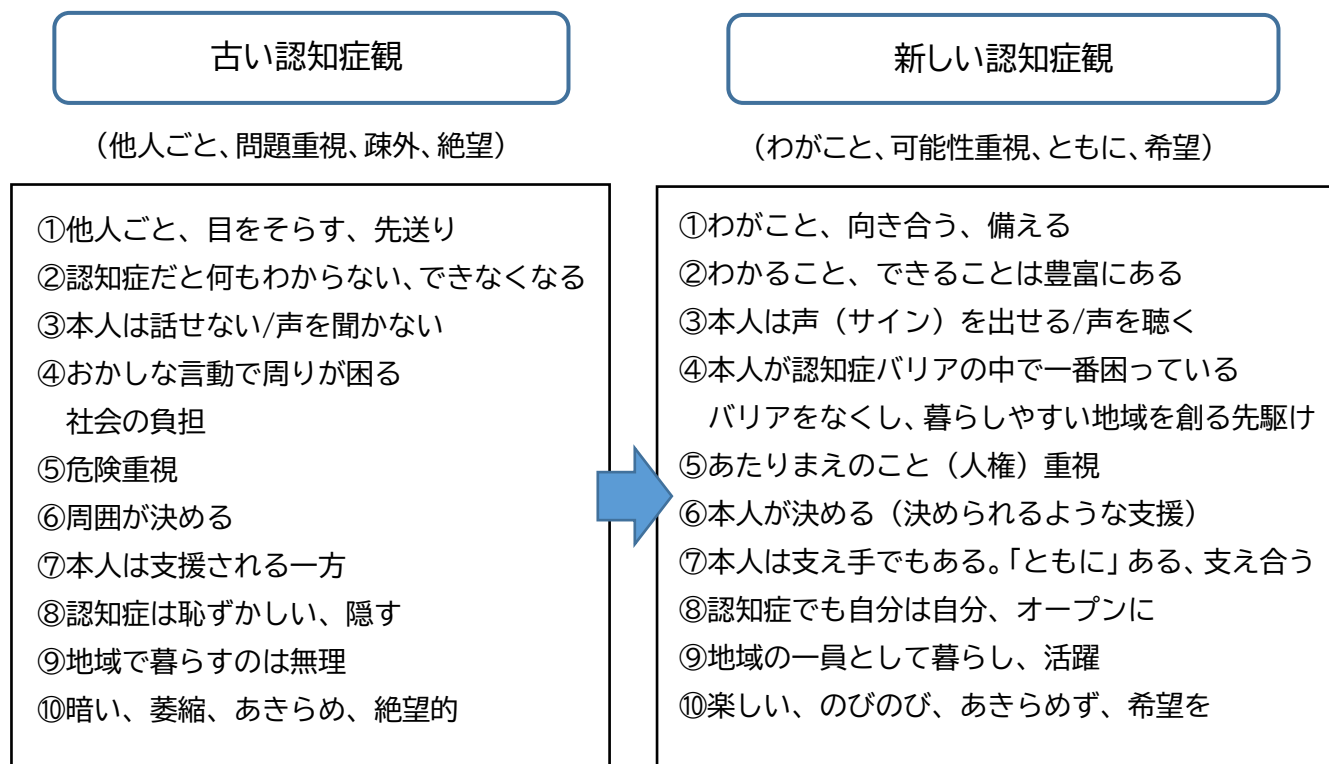 古い認知症観
(他人ごと、問題重視、疎外、絶望)
①他人ごと、目をそらす、先送り
②認知症だと何もわからない、できなくなる
③本人は話せない/声を聞かない
④おかしな言動で周りが困る
社会の負担
⑤危険重視
⑥周囲が決める
⑦本人は支援される一方
⑧認知症は恥ずかしい、隠す
⑨地域で暮らすのは無理
⑩暗い、萎縮、あきらめ、絶望的
新しい認知症観
(わがこと、可能性重視、ともに、希望)
①わがこと、向き合う、備える
②わかること、できることは豊富にある
③本人は声（サイン）を出せる/声を聴く
④本人が認知症バリアの中で一番困っている
バリアをなくし、暮らしやすい地域を創る先駆け
⑤あたりまえのこと（人権）重視
⑥本人が決める（決められるような支援）
⑦本人は支え手でもある。「ともに」ある、支え合う
⑧認知症でも自分は自分、オープンに
⑨地域の一員として暮らし、活躍
⑩楽しい、のびのび、あきらめず、希望を